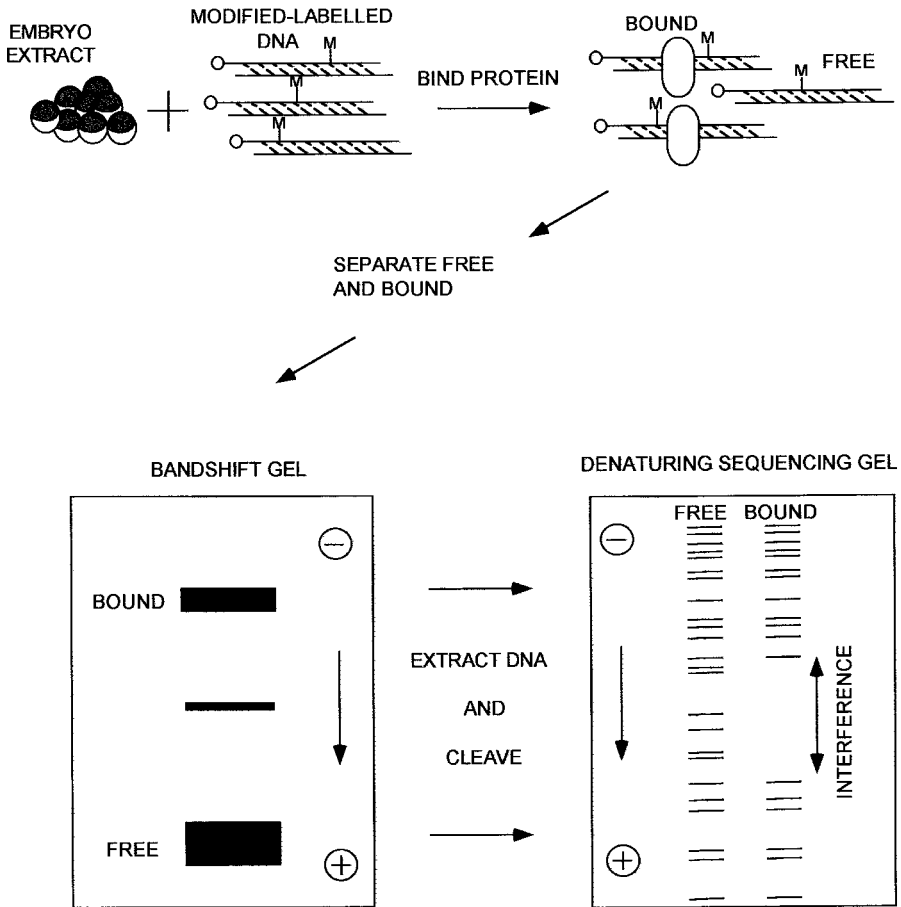 EMBRYO
EXTRACT
MODIFIED-LABELLED
DNA
M
M
M
BIND PROTEIN
BOUND
M
FREE
M
M
SEPARATE FREE
AND BOUND
BANDSHIFT GEL
BOUND
FREE
−
+
EXTRACT DNA
AND
CLEAVE
DENATURING SEQUENCING GEL
FREE BOUND
−
+
INTERFERENCE